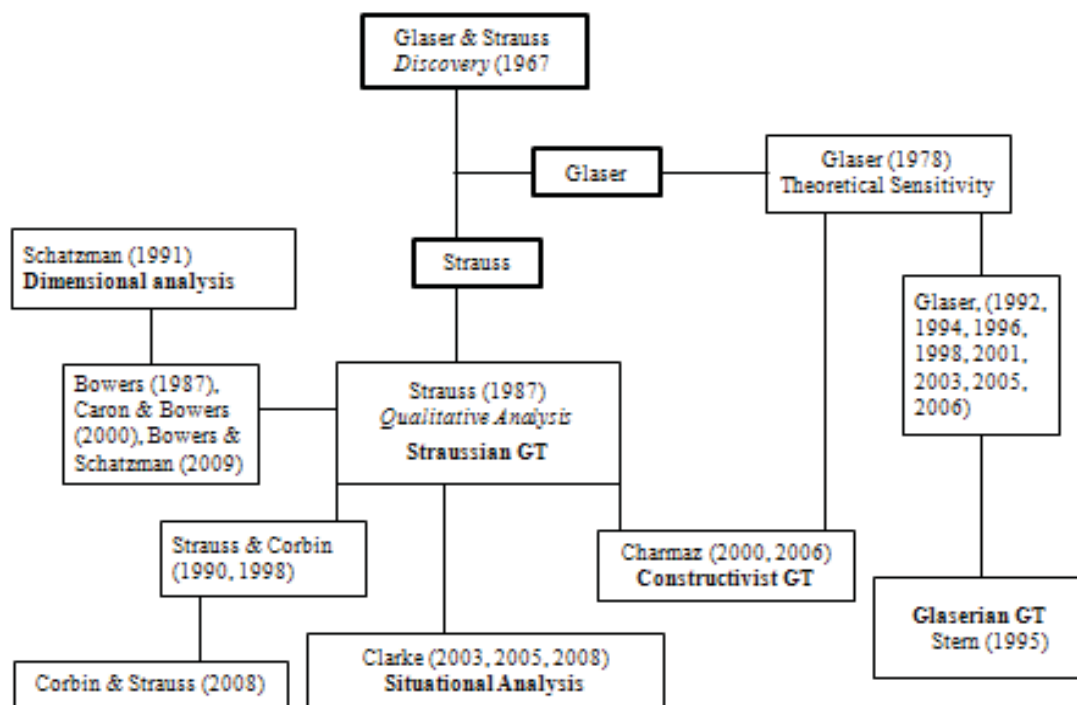 Glaser & Strauss
Discovery (1967
Glaser
Glaser (1978)
Theoretical Sensitivity
Strauss
Schatzman (1991)
Dimensional analysis
Glaser, (1992,
1994, 1996,
1998, 2001,
2003, 2005,
2006)
Bowers (1987),
Caron & Bowers
(2000), Bowers &
Schatzman (2009)
Strauss (1987)
Qualitative Analysis
Straussian GT
Strauss & Corbin
(1990, 1998)
Charmaz (2000, 2006)
Constructivist GT
Glaserian GT
Stern (1995)
Corbin & Strauss (2008)
Clarke (2003, 2005, 2008)
Situational Analysis